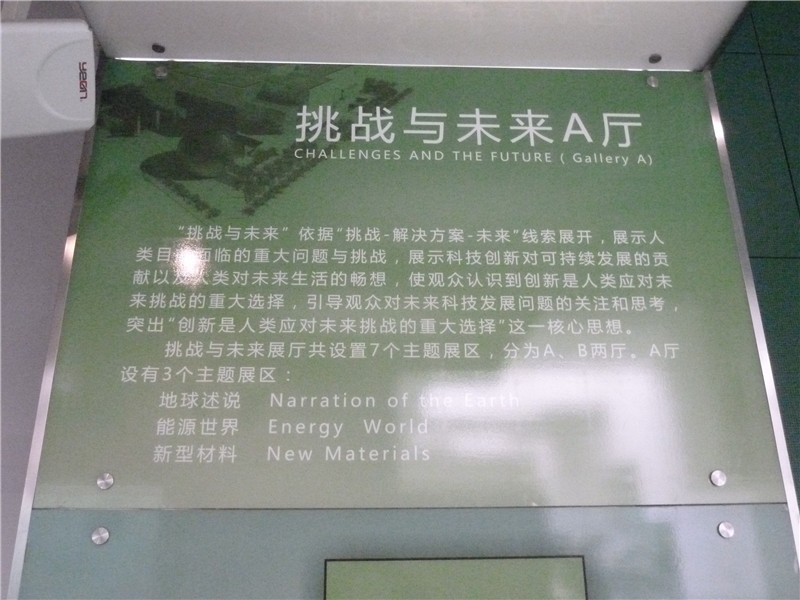 yeen.
挑战与未来A厅
CHALLENGES AND THE FUTURE ( Gallery A)
"挑战与未来"依据"挑战-解决方案-未来"线索展开，展示人
类目 面临的重大问题与挑战，展示科技创新对可持续发展的贡
献以及人类对未来生活的畅想，使观众认识到创新是人类应对未
来挑战的重大选择，引导观众对未来科技发展问题的关注和思考，
突出"创新是人类应对未来挑战的重大选择"这一核心思想。
挑战与未来展厅共设置7个主题展区，分为A、B两厅。A厅
设有3个主题展区：
地球述说 Narration of the Earth
能源世界 Energy World
新型材料 New Materials